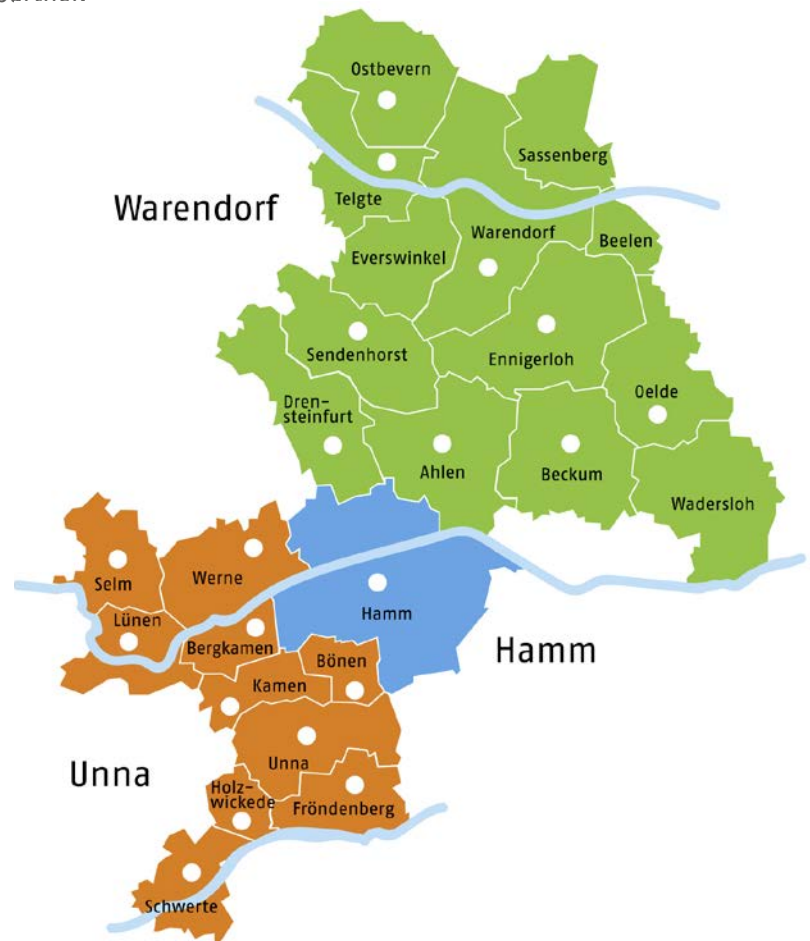 Ostbevern
Sassenberg
Warendorf
Telgte
Warendorf
Beelen
Everswinkel
Sendenhorst
Ennigerloh
Oelde
Dren-
steinfurt
Ahlen
Beckum
Wadersloh
Selm
Werne
Lünen
Hamm
Bergkamen
Bönen
Hamm
Kamen
Unna
Unna
Holz-
wickede
Fröndenberg
Schwerte